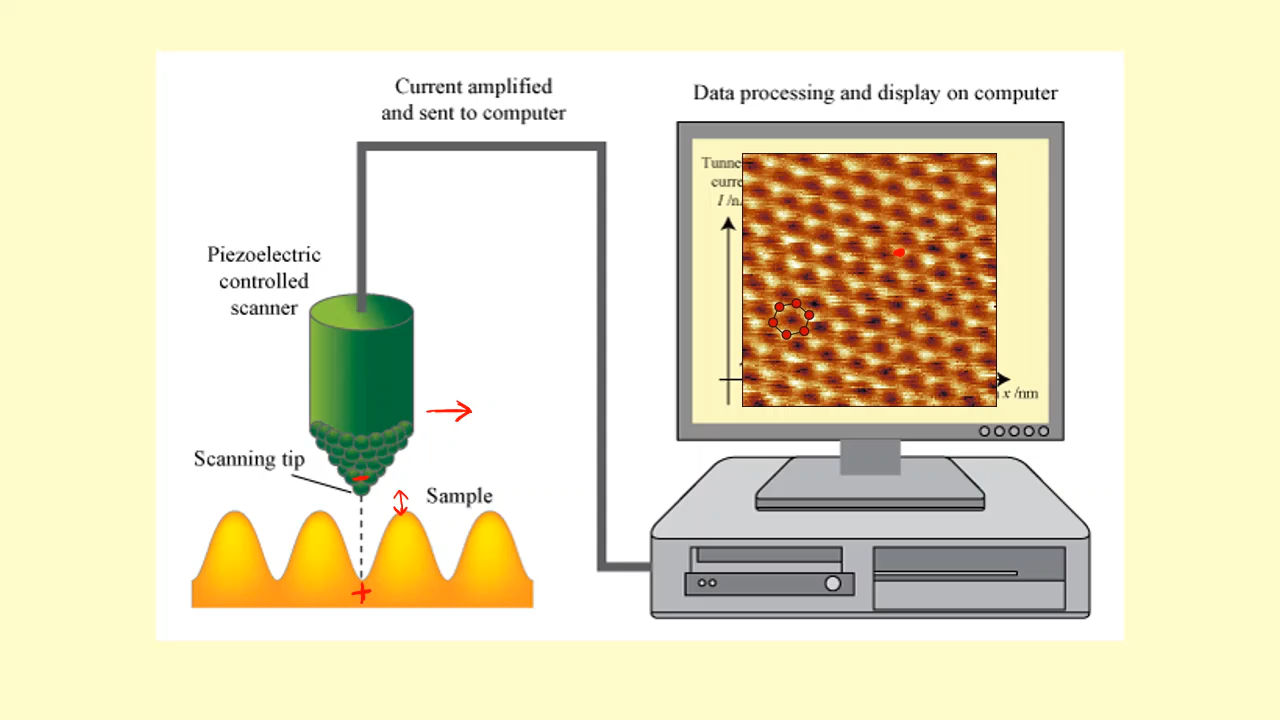 Current amplified
and sent to computer
Data processing and display on computer
Piezoelectric
controlled
scanner
Scanning tip
Sample
I /n
x /nm